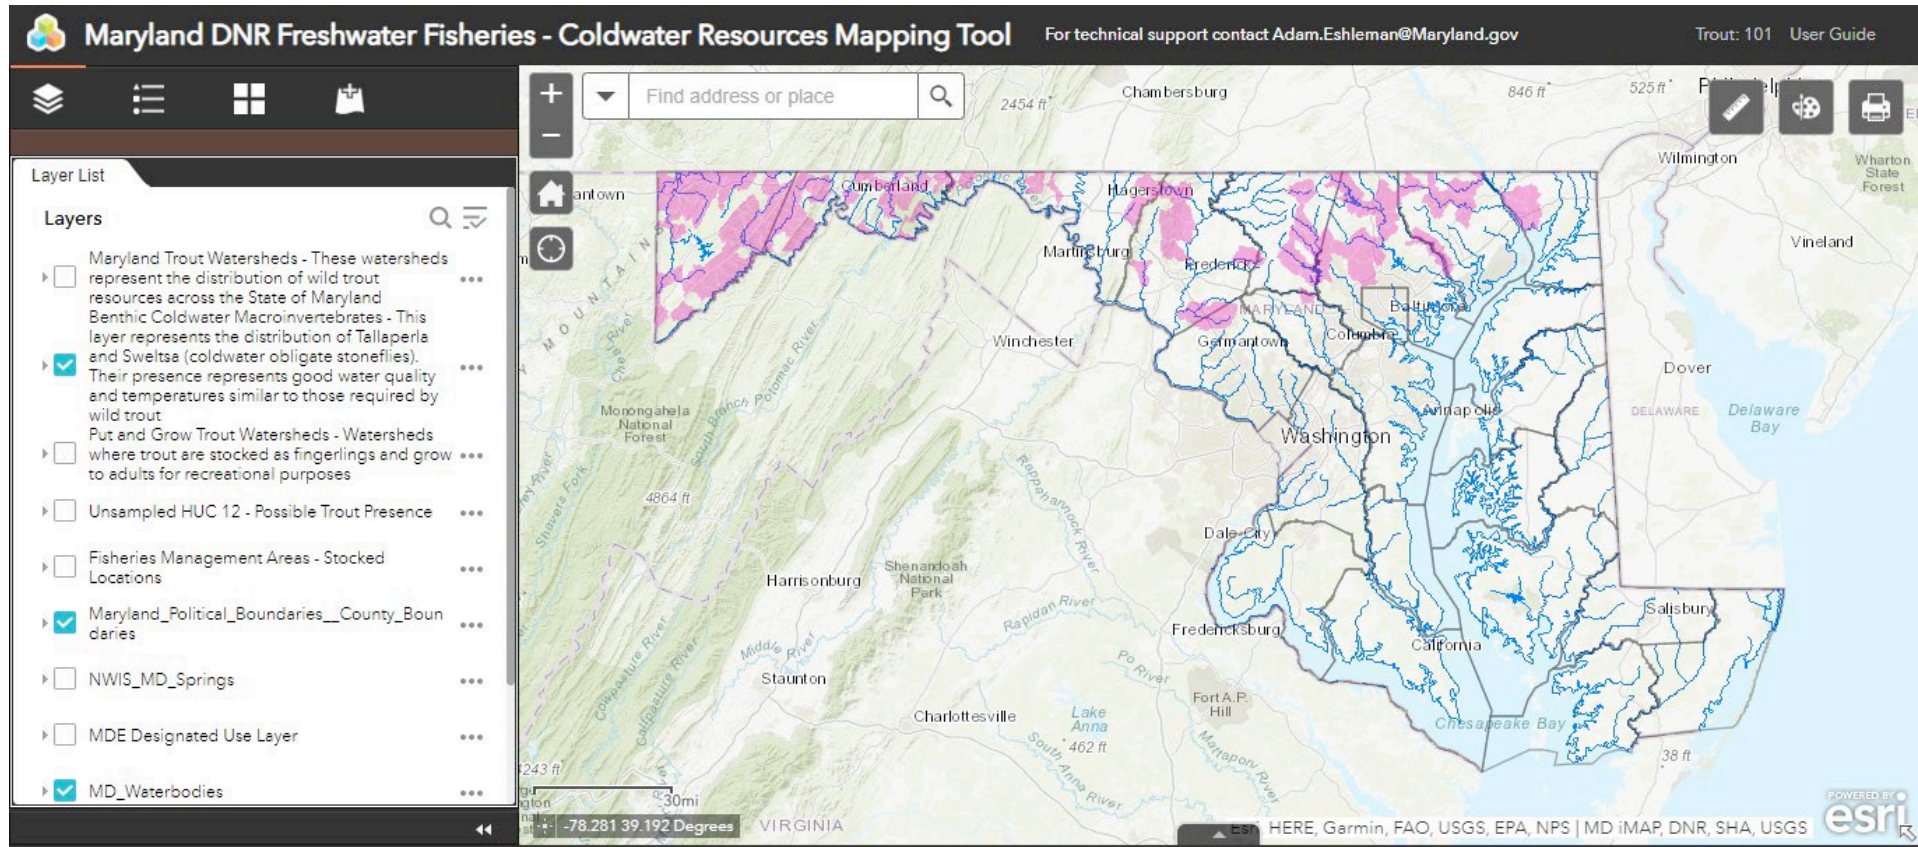 Maryland DNR Freshwater Fisheries - Coldwater Resources Mapping Tool
For technical support contact Adam.Eshleman@Maryland.gov
Trout: 101
User Guide
Layer List
Layers
Maryland Trout Watersheds - These watersheds
represent the distribution of wild trout
resources across the State of Maryland
Benthic Coldwater Macroinvertebrates - This
layer represents the distribution of Tallaperla
and Sweltsa (coldwater obligate stoneflies).
Their presence represents good water quality
and temperatures similar to those required by
wild trout
Put and Grow Trout Watersheds - Watersheds
where trout are stocked as fingerlings and grow
to adults for recreational purposes
Unsampled HUC 12 - Possible Trout Presence
Fisheries Management Areas - Stocked
Locations
Maryland_Political_Boundaries__County_Boun
daries
NWIS_MD_Springs
MDE Designated Use Layer
MD_Waterbodies
+
−
Find address or place
2454 ft
Chambersburg
846 ft
525 ft
Wilmington
Wharton
State
Forest
antown
Cumberland
Hagerstown
Vineland
Martinsburg
Frederick
MOUNTAIN
MARYLAND
Baltimore
Winchester
Germantown
Columbia
Dover
Cheat
River
South Branch Potomac River
Monongahela
National
Forest
Annapolis
DELAWARE
Delaware
Bay
Washington
Shavers Fork
4864 ft
Rappahannock River
Dale City
Harrisonburg
Shenandoah
National
Park
Rapidan River
Salisbury
Fredericksburg
California
Middle River
Cowpasture River
Calfpasture River
Po River
Staunton
Fort A.P.
Hill
Charlottesville
Lake
Anna
462 ft
Chesapeake Bay
South Anna River
Mattaponi River
38 ft
4243 ft
30mi
-78.281 39.192 Degrees
VIRGINIA
Esri, HERE, Garmin, FAO, USGS, EPA, NPS | MD iMAP, DNR, SHA, USGS
POWERED BY
esri